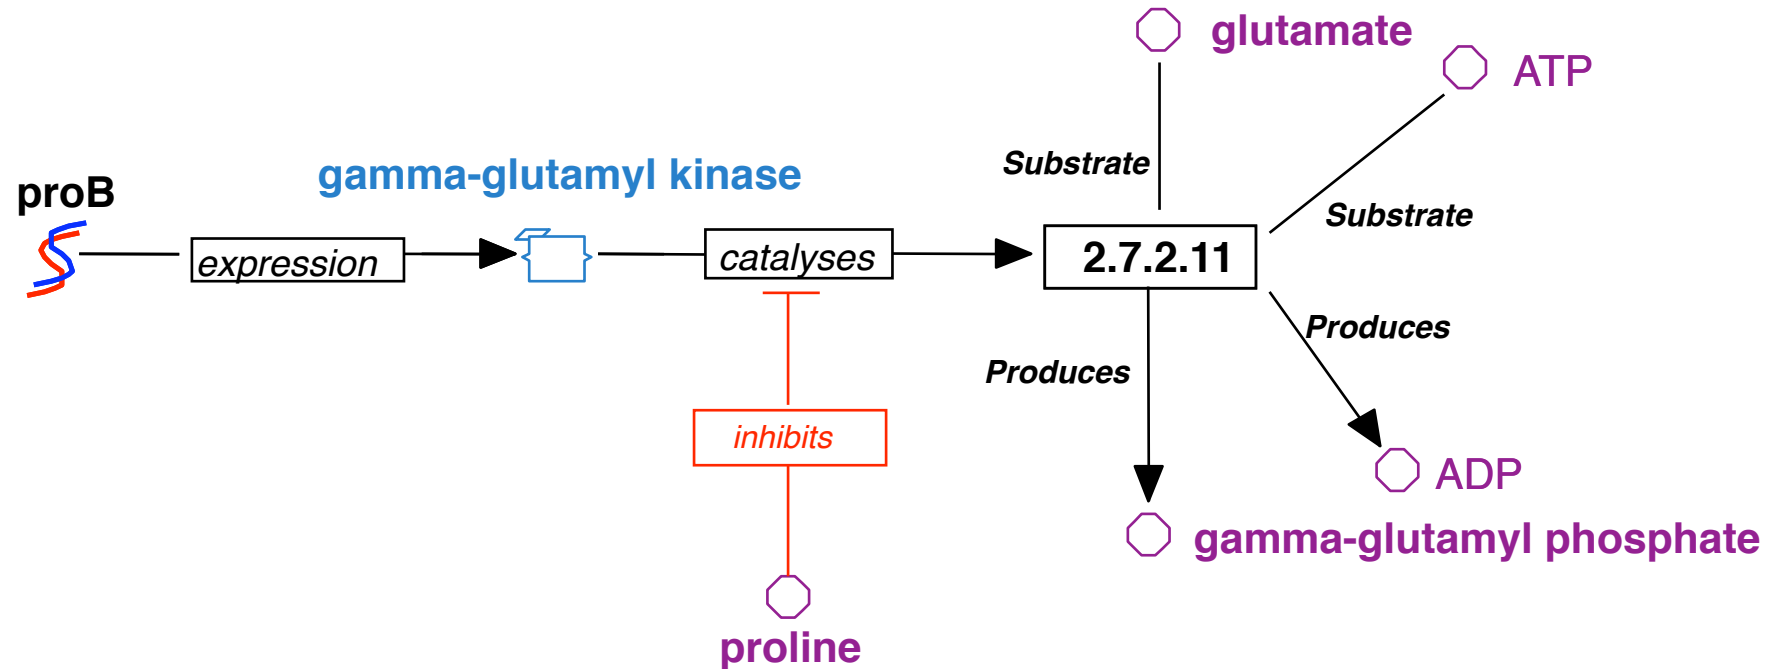 glutamate
ATP
Substrate
gamma-glutamyl kinase
proB
Substrate
expression
catalyses
2.7.2.11
Produces
Produces
inhibits
ADP
gamma-glutamyl phosphate
proline